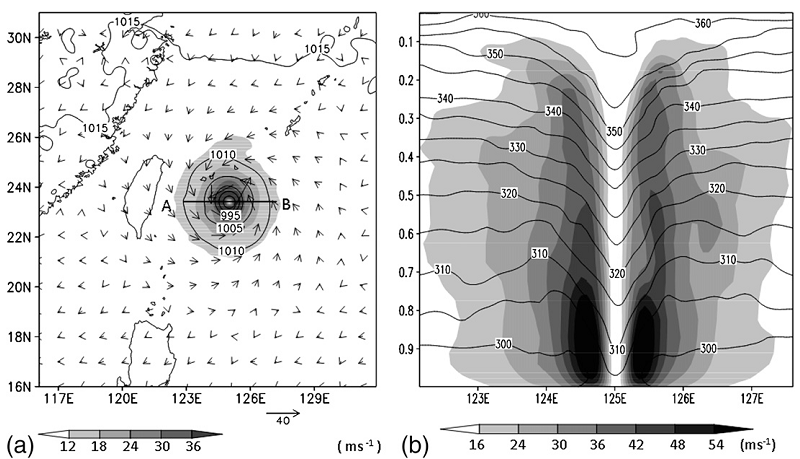 30N
28N
26N
24N
22N
20N
18N
16N
1015
1015
1015
1010
A
B
995
1005
1010
117E 120E 123E 126E 129E
40
(a)
12 18 24 30 36
(ms⁻¹)
0.1
0.2
0.3
0.4
0.5
0.6
0.7
0.8
0.9
360
360
350
340
340
340
350
330
330
320
320
310
310
320
310
300
310
300
123E 124E 125E 126E 127E
(b)
16 24 30 36 42 48 54 (ms⁻¹)